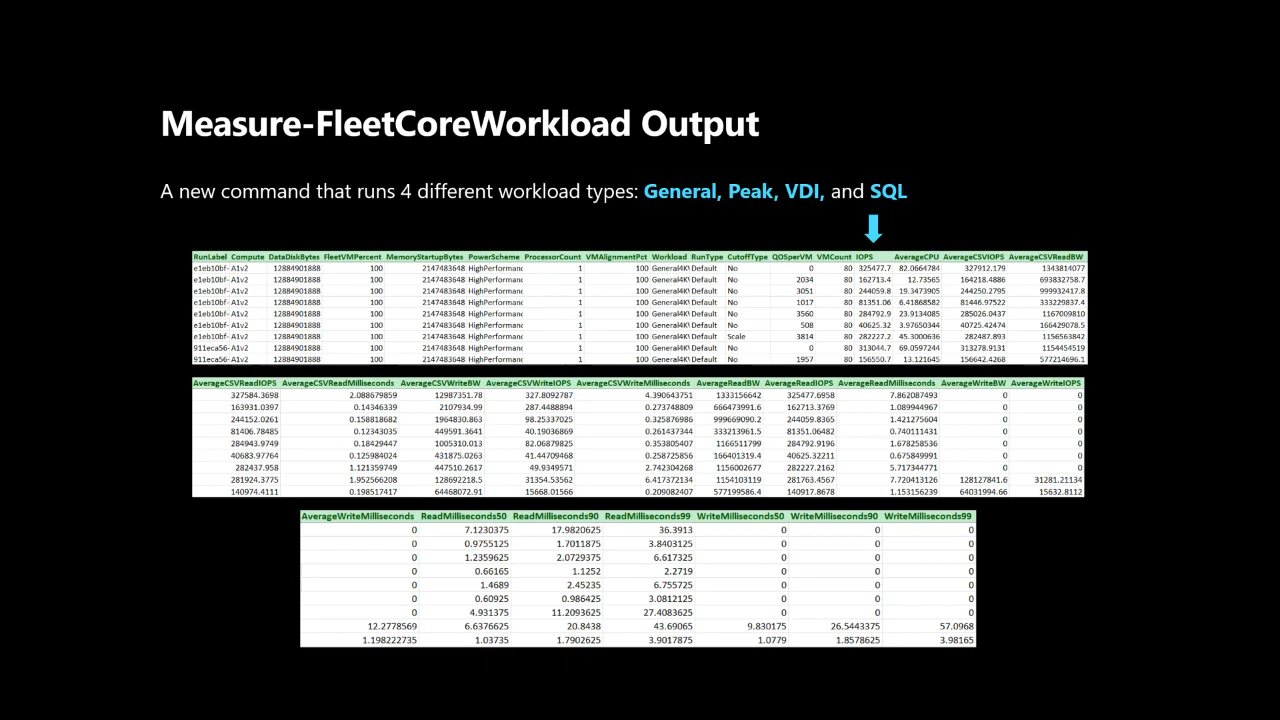 Measure-FleetCoreWorkload Output
A new command that runs 4 different workload types: General, Peak, VDI, and SQL
RunLabel Compute DataDiskBytes FleetVMPercent MemoryStartupBytes PowerScheme ProcessorCount VMAlignmentPct Workload RunType CutoffType QOSperVM VMCount IOPS AverageCPU AverageCSVIOPS AverageCSVReadBW
e1eb10bf- A1v2 12884901888 100 2147483648 HighPerformanc 1 100 General4K Default No 0 80 325477.7 82.0664784 327912.179 1343814077
e1eb10bf- A1v2 12884901888 100 2147483648 HighPerformanc 1 100 General4K Default No 2034 80 162713.4 12.73565 164218.4886 693832758.7
e1eb10bf- A1v2 12884901888 100 2147483648 HighPerformanc 1 100 General4K Default No 3051 80 244059.8 19.3473905 244250.2795 999932417.8
e1eb10bf- A1v2 12884901888 100 2147483648 HighPerformanc 1 100 General4K Default No 1017 80 81351.06 6.41868582 81446.97522 333229837.4
e1eb10bf- A1v2 12884901888 100 2147483648 HighPerformanc 1 100 General4K Default No 3560 80 284792.9 23.9134085 285026.0437 1167009810
e1eb10bf- A1v2 12884901888 100 2147483648 HighPerformanc 1 100 General4K Default No 508 80 40625.32 3.97650344 40725.42474 166429078.5
e1eb10bf- A1v2 12884901888 100 2147483648 HighPerformanc 1 100 General4K Default Scale 3814 80 282227.2 45.3000636 282487.893 1156563842
911eca56- A1v2 12884901888 100 2147483648 HighPerformanc 1 100 General4K Default No 0 80 313044.7 69.0597244 313278.9131 1154454519
911eca56- A1v2 12884901888 100 2147483648 HighPerformanc 1 100 General4K Default No 1957 80 156550.7 13.121645 156642.4268 577214696.1
AverageCSVReadIOPS AverageCSVReadMilliseconds AverageCSVWriteBW AverageCSVWriteIOPS AverageCSVWriteMilliseconds AverageReadBW AverageReadIOPS AverageReadMilliseconds AverageWriteBW AverageWriteIOPS
327584.3698 2.088679859 12987351.78 327.8092787 4.390643751 1333156642 325477.6958 7.862087493 0 0
163931.0397 0.14346339 2107934.99 287.4488894 0.273748809 666473991.6 162713.3769 1.089944967 0 0
244152.0261 0.158818682 1964830.863 98.25337025 0.325876986 999669090.2 244059.8365 1.421275604 0 0
81406.78485 0.12343035 449591.3641 40.19036869 0.261437344 333213961.5 81351.06482 0.740111431 0 0
284943.9749 0.18429447 1005310.013 82.06879825 0.353805407 1166511799 284792.9196 1.678258536 0 0
40683.97764 0.125984024 431875.0263 41.44709468 0.258725856 166401319.4 40625.32211 0.675849991 0 0
282437.958 1.121359749 447510.2617 49.9349571 2.742304268 1156002677 282227.2162 5.717344771 0 0
281924.3775 1.952566208 128692218.5 31354.53562 6.417372134 1154103119 281763.4567 7.720413126 128127841.6 31281.21134
140974.4111 0.198517417 64468072.91 15668.01566 0.209082407 577199586.4 140917.8678 1.153156239 64031994.66 15632.8112
AverageWriteMilliseconds ReadMilliseconds50 ReadMilliseconds90 ReadMilliseconds99 WriteMilliseconds50 WriteMilliseconds90 WriteMilliseconds99
0 7.1230375 17.9820625 36.3913 0 0 0
0 0.9755125 1.7011875 3.8403125 0 0 0
0 1.2359625 2.0729375 6.617325 0 0 0
0 0.66165 1.1252 2.2719 0 0 0
0 1.4689 2.45235 6.755725 0 0 0
0 0.60925 0.986425 3.0812125 0 0 0
0 4.931375 11.2093625 27.4083625 0 0 0
12.2778569 6.6376625 20.8438 43.69065 9.830175 26.5443375 57.0968
1.198222735 1.03735 1.7902625 3.9017875 1.0779 1.8578625 3.98165